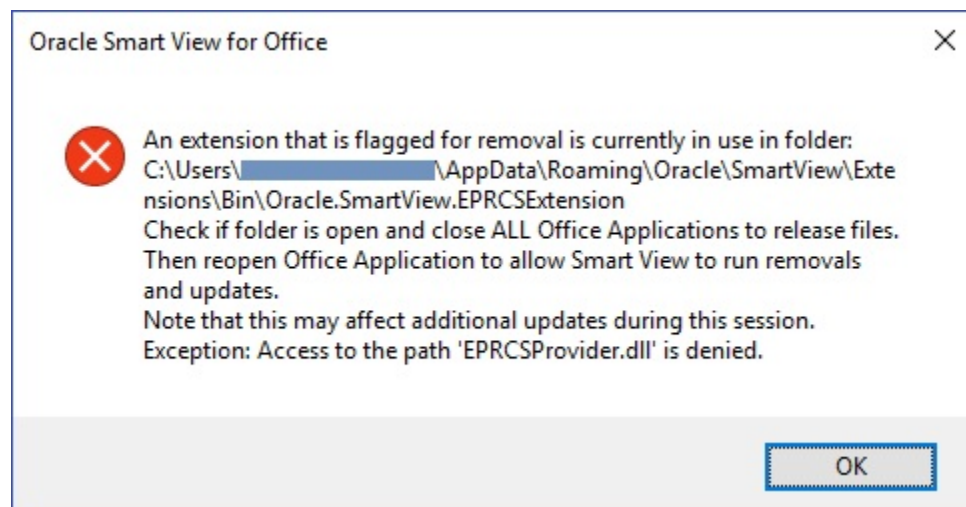 Oracle Smart View for Office
An extension that is flagged for removal is currently in use in folder:
C:\Users\ \AppData\Roaming\Oracle\SmartView\Exte
nsions\Bin\Oracle.SmartView.EPRCSExtension
Check if folder is open and close ALL Office Applications to release files.
Then reopen Office Application to allow Smart View to run removals
and updates.
Note that this may affect additional updates during this session.
Exception: Access to the path 'EPRCSProvider.dll' is denied.
OK